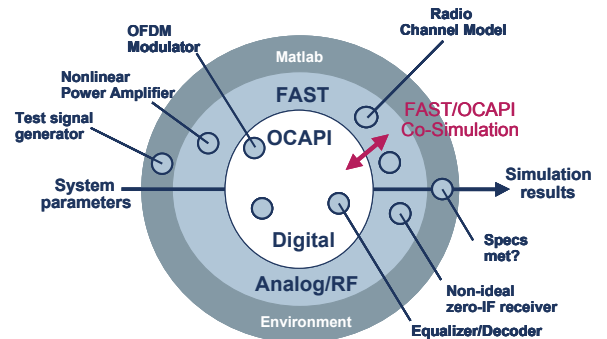 OFDM
Modulator
Radio
Channel Model
Matlab
Nonlinear
Power Amplifier
FAST
FAST/OCAPI
Co-Simulation
Test signal
generator
OCAPI
System
parameters
Simulation
results
Digital
Specs
met?
Analog/RF
Non-ideal
zero-IF receiver
Environment
Equalizer/Decoder